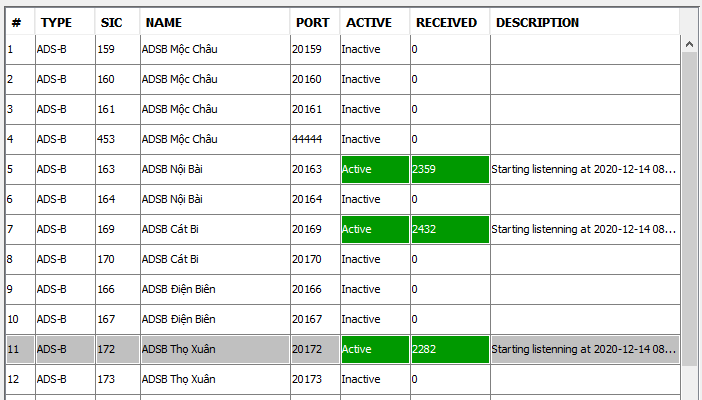 # TYPE SIC NAME PORT ACTIVE RECEIVED DESCRIPTION
1 ADS-B 159 ADSB Mộc Châu 20159 Inactive 0
2 ADS-B 160 ADSB Mộc Châu 20160 Inactive 0
3 ADS-B 161 ADSB Mộc Châu 20161 Inactive 0
4 ADS-B 453 ADSB Mộc Châu 44444 Inactive 0
5 ADS-B 163 ADSB Nội Bài 20163 Active 2359 Starting listenning at 2020-12-14 08...
6 ADS-B 164 ADSB Nội Bài 20164 Inactive 0
7 ADS-B 169 ADSB Cát Bi 20169 Active 2432 Starting listenning at 2020-12-14 08...
8 ADS-B 170 ADSB Cát Bi 20170 Inactive 0
9 ADS-B 166 ADSB Điện Biên 20166 Inactive 0
10 ADS-B 167 ADSB Điện Biên 20167 Inactive 0
11 ADS-B 172 ADSB Thọ Xuân 20172 Active 2282 Starting listenning at 2020-12-14 08...
12 ADS-B 173 ADSB Thọ Xuân 20173 Inactive 0